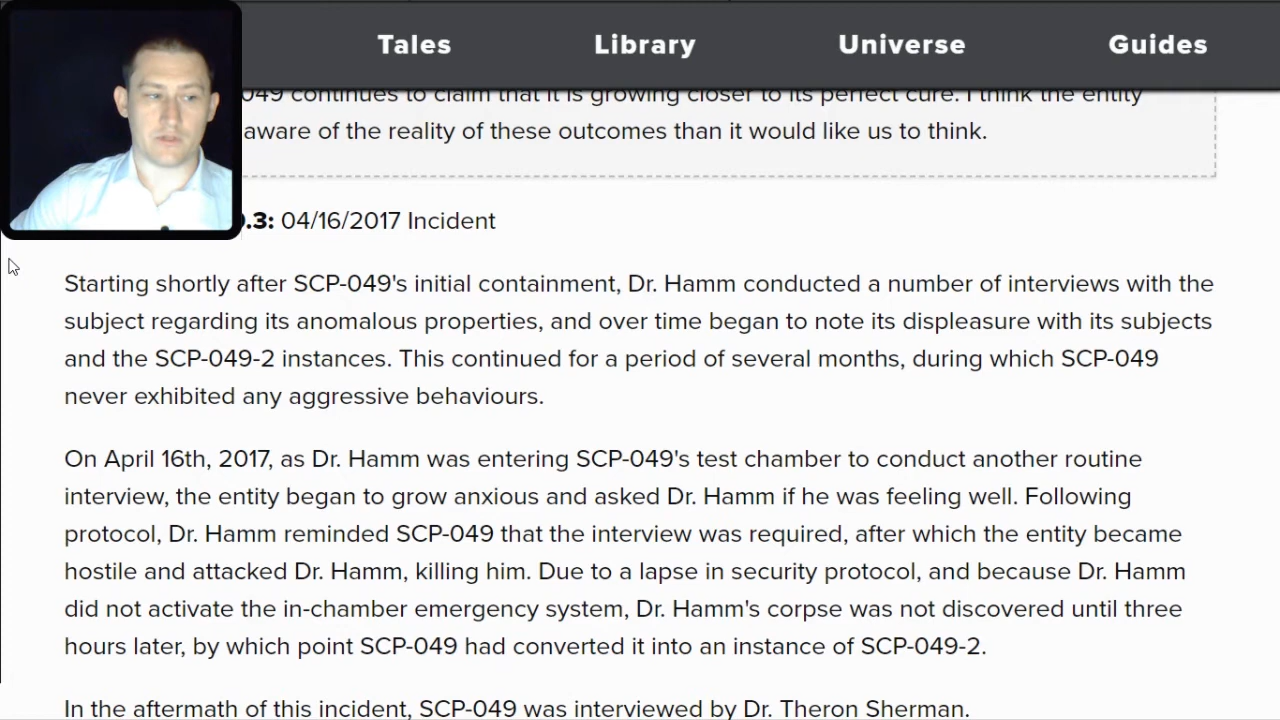 Tales Library Universe Guides
049 continues to claim that it is growing closer to its perfect cure. I think the entity
aware of the reality of these outcomes than it would like us to think.
.3: 04/16/2017 Incident
Starting shortly after SCP-049's initial containment, Dr. Hamm conducted a number of interviews with the
subject regarding its anomalous properties, and over time began to note its displeasure with its subjects
and the SCP-049-2 instances. This continued for a period of several months, during which SCP-049
never exhibited any aggressive behaviours.
On April 16th, 2017, as Dr. Hamm was entering SCP-049's test chamber to conduct another routine
interview, the entity began to grow anxious and asked Dr. Hamm if he was feeling well. Following
protocol, Dr. Hamm reminded SCP-049 that the interview was required, after which the entity became
hostile and attacked Dr. Hamm, killing him. Due to a lapse in security protocol, and because Dr. Hamm
did not activate the in-chamber emergency system, Dr. Hamm's corpse was not discovered until three
hours later, by which point SCP-049 had converted it into an instance of SCP-049-2.
In the aftermath of this incident, SCP-049 was interviewed by Dr. Theron Sherman.